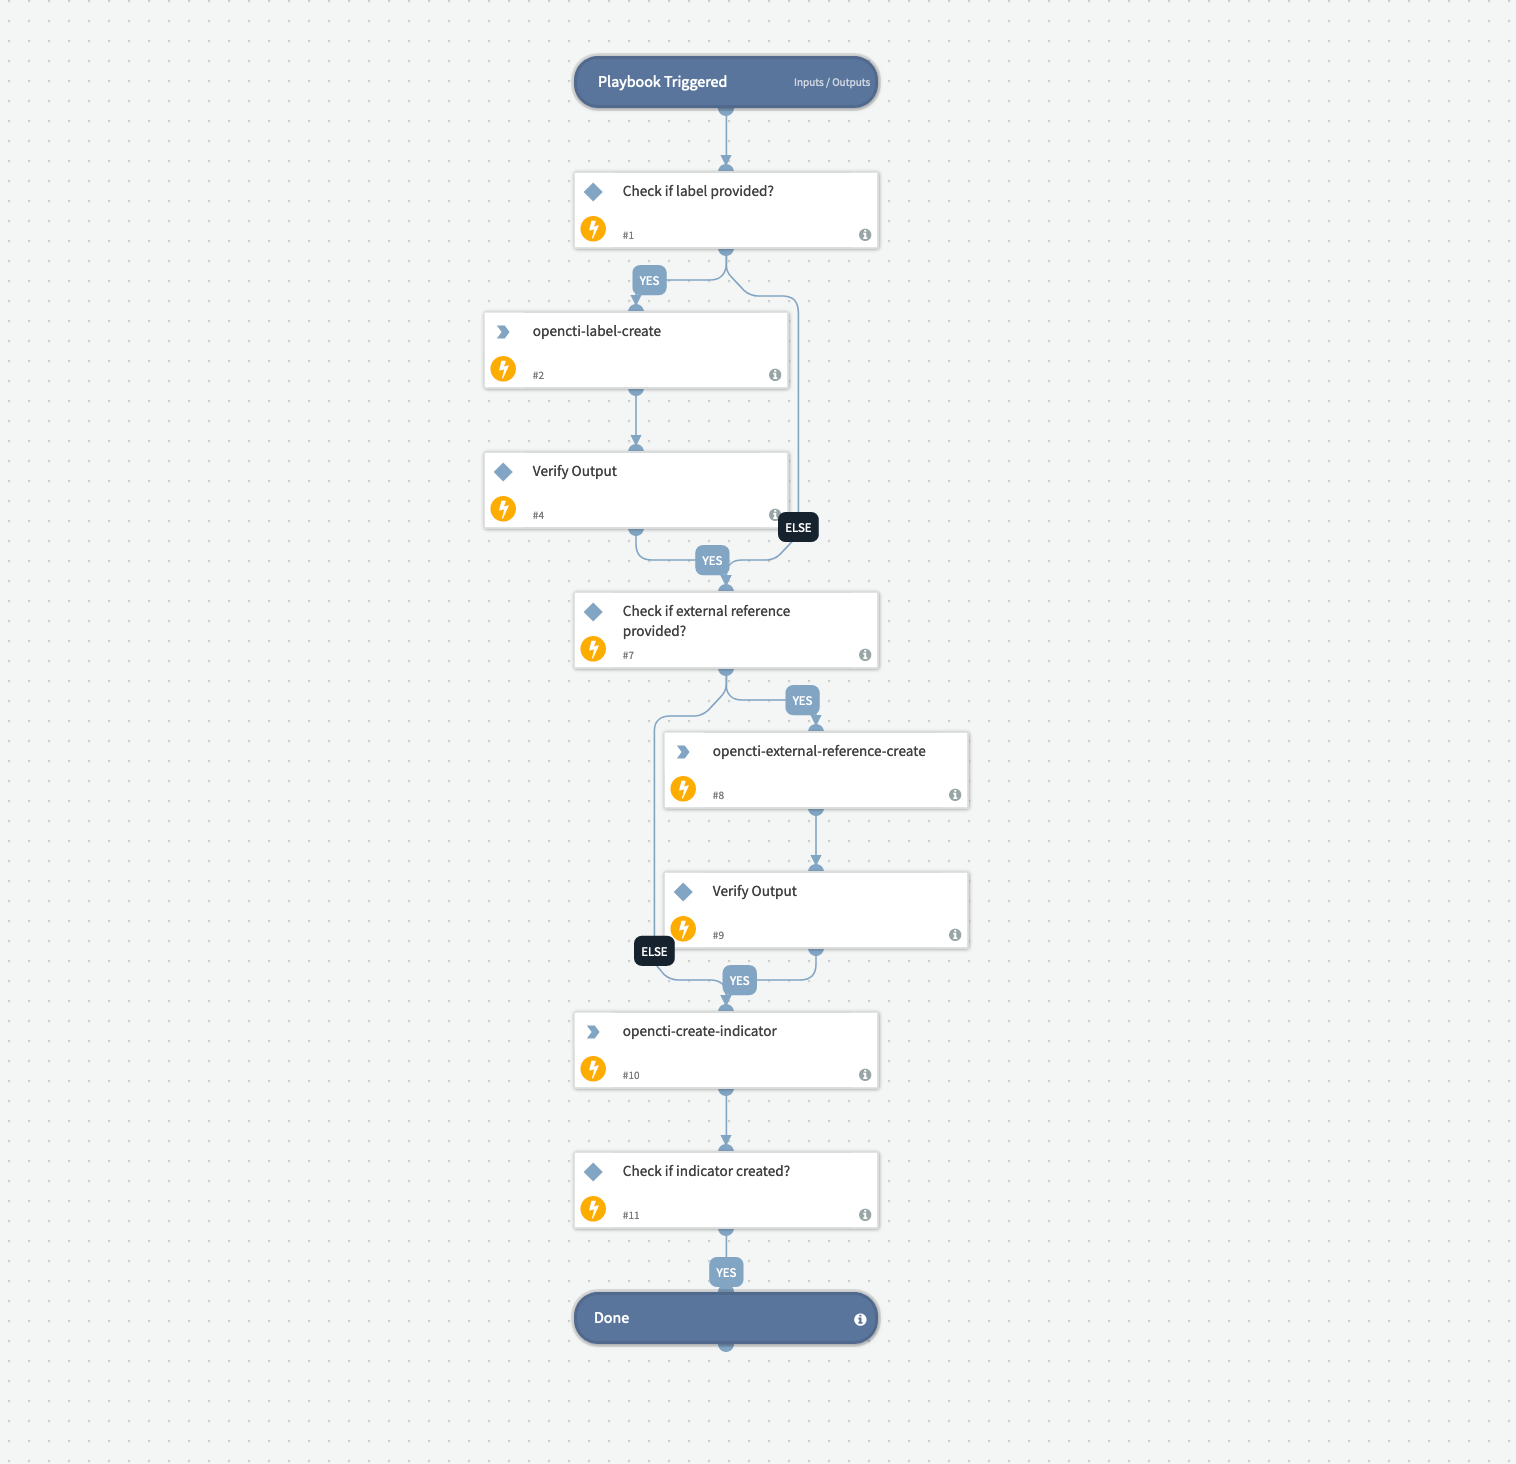 Playbook Triggered
Inputs / Outputs
Check if label provided?
#1
YES
opencti-label-create
#2
Verify Output
#4
ELSE
YES
Check if external reference
provided?
#7
YES
opencti-external-reference-create
#8
Verify Output
#9
ELSE
YES
opencti-create-indicator
#10
Check if indicator created?
#11
YES
Done